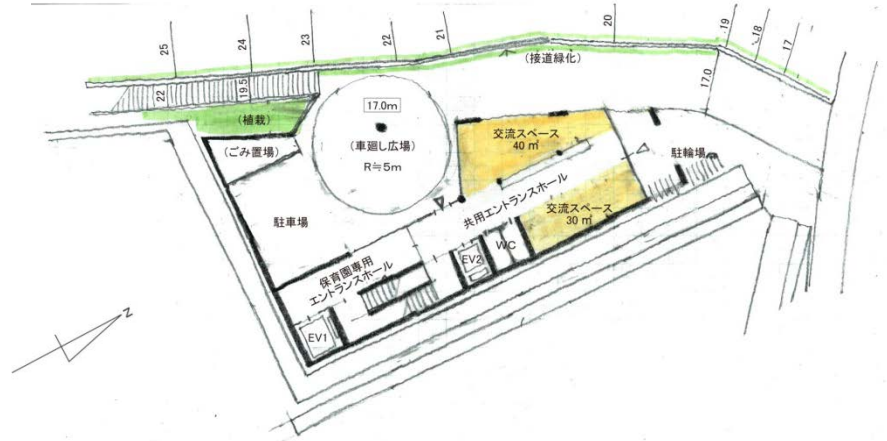 25
24
23
22
21
20
19
18
17
22
19.5
17.0
(接道緑化)
(植栽)
17.0m
(ごみ置場)
(車廻し広場)
R≒5m
交流スペース
40 ㎡
駐輪場
駐車場
共用エントランスホール
交流スペース
30 ㎡
WC
EV2
保育園専用
エントランスホール
EV1
N